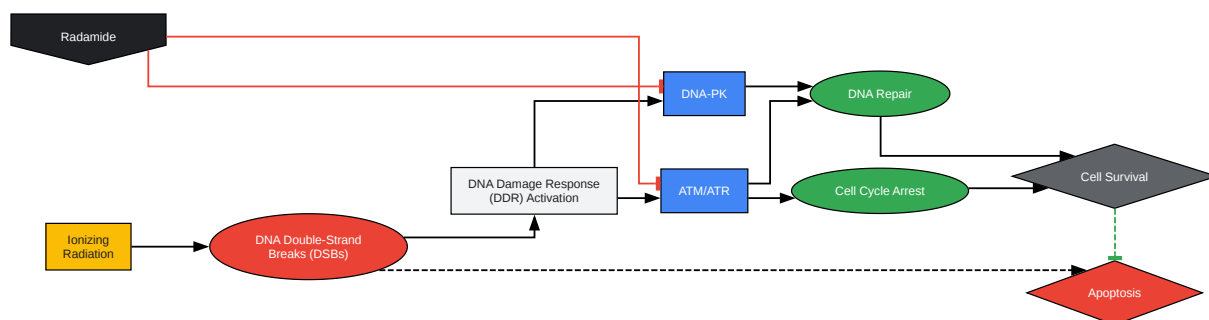 Radamide
DNA-PK
DNA Repair
DNA Damage Response
(DDR) Activation
ATM/ATR
Cell Cycle Arrest
Cell Survival
Ionizing
Radiation
DNA Double-Strand
Breaks (DSBs)
Apoptosis